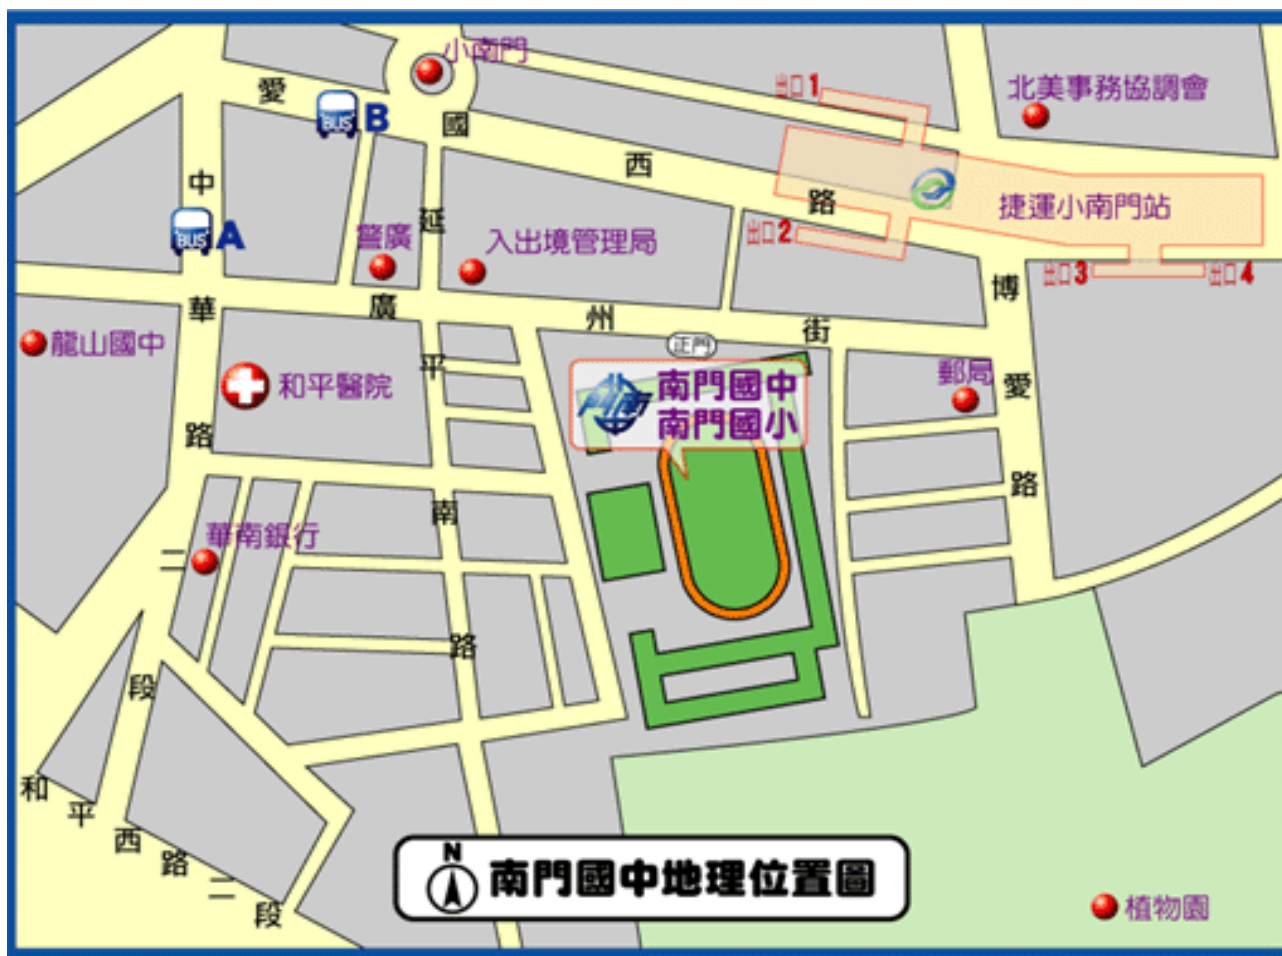 小南門
愛國西路
BUS B
出口1
北美事務協調會
中華路二段
BUS A
警廣
延平南路
入出境管理局
出口2
捷運小南門站
出口3
出口4
博愛路
廣州街
正門
龍山國中
和平醫院
南門國中
南門國小
郵局
華南銀行
和平西路二段
N
南門國中地理位置圖
植物園